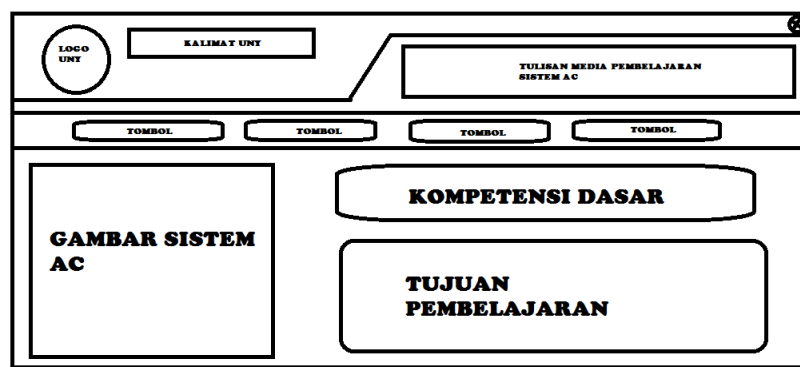 LOGO
UNY
KALIMAT UNY
TULISAN MEDIA PEMBELAJARAN
SISTEM AC
TOMBOL
TOMBOL
TOMBOL
TOMBOL
GAMBAR SISTEM
AC
KOMPETENSI DASAR
TUJUAN
PEMBELAJARAN